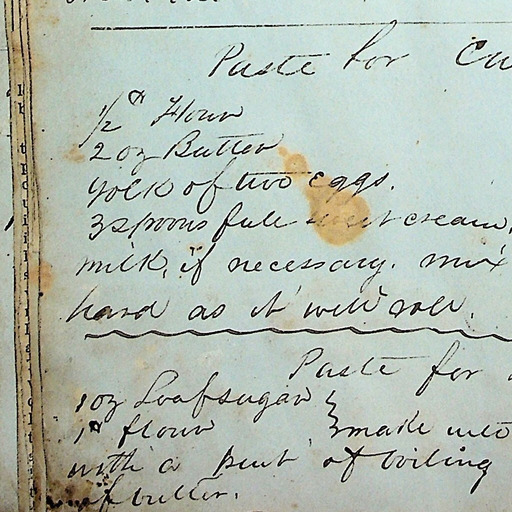 Paste for Cu
1/2 lb Flour
2 oz Butter
Yolk of two eggs.
3 spoons full sweet cream,
milk, if necessary. mix
hard as it will roll.
Paste for
1 oz Loaf sugar
1 lb flour } make into
with a pint of boiling
of butter.